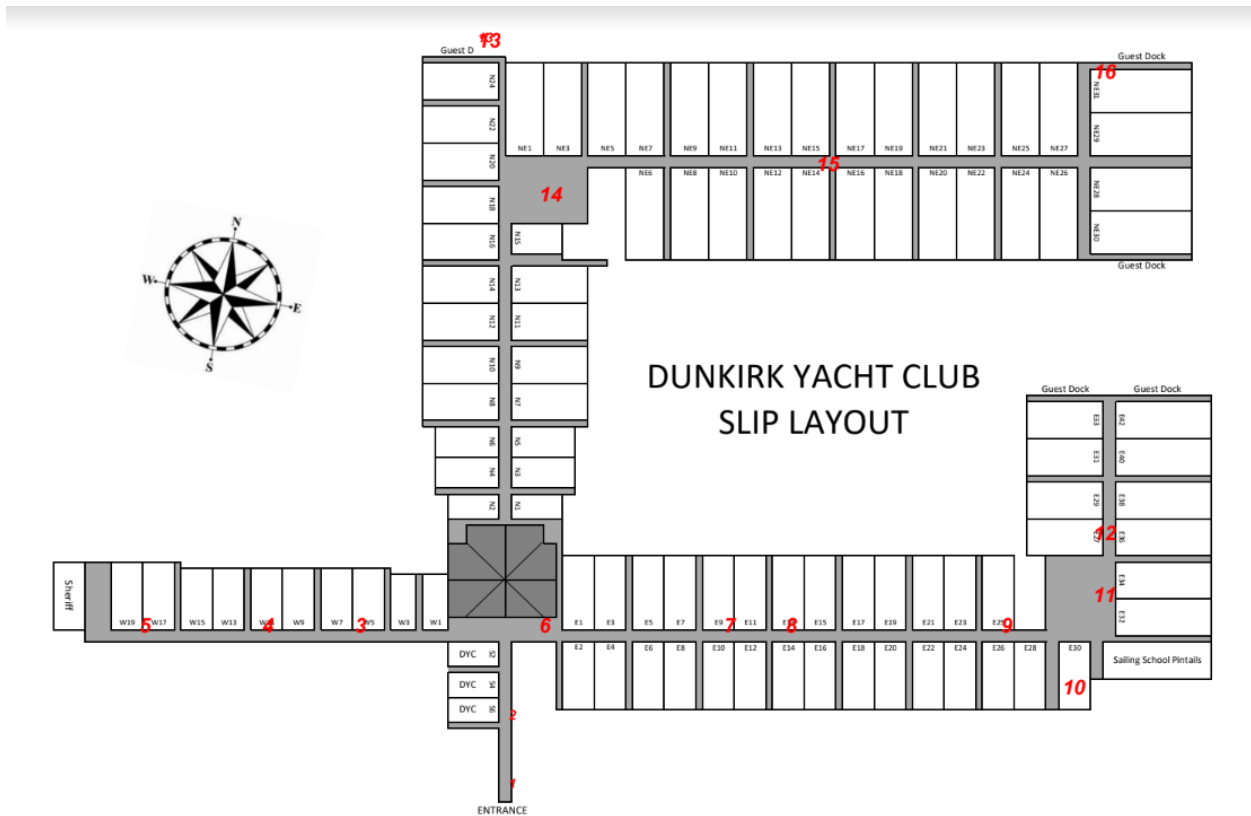 Guest D
13
Guest Dock
16
N24
N22
N20
N18
N16
N14
N12
N10
N8
N6
N4
N2
NE1 NE3 NE5 NE7 NE9 NE11 NE13 NE15 NE17 NE19 NE21 NE23 NE25 NE27
15
14
NE6 NE8 NE10 NE12 NE14 NE16 NE18 NE20 NE22 NE24 NE26
NE31
NE29
NE28
NE30
Guest Dock
N15
N13
N11
N9
N7
N5
N3
N1
N
W
E
S
DUNKIRK YACHT CLUB
SLIP LAYOUT
Guest Dock Guest Dock
E33 E42
E31 E40
E29 E38
E27 12 E36
11 E34
E32
Sheriff
W19 W17 W15 W13 W9 W7 W5 W3 W1
5 4 3 6 7 8 9
E1 E3 E5 E7 E9 E11 E15 E17 E19 E21 E23 E25
E2 E4 E6 E8 E10 E12 E14 E16 E18 E20 E22 E24 E26 E28 E30
10
Sailing School Pintails
DYC S2
DYC S4
DYC S6
2
1
ENTRANCE